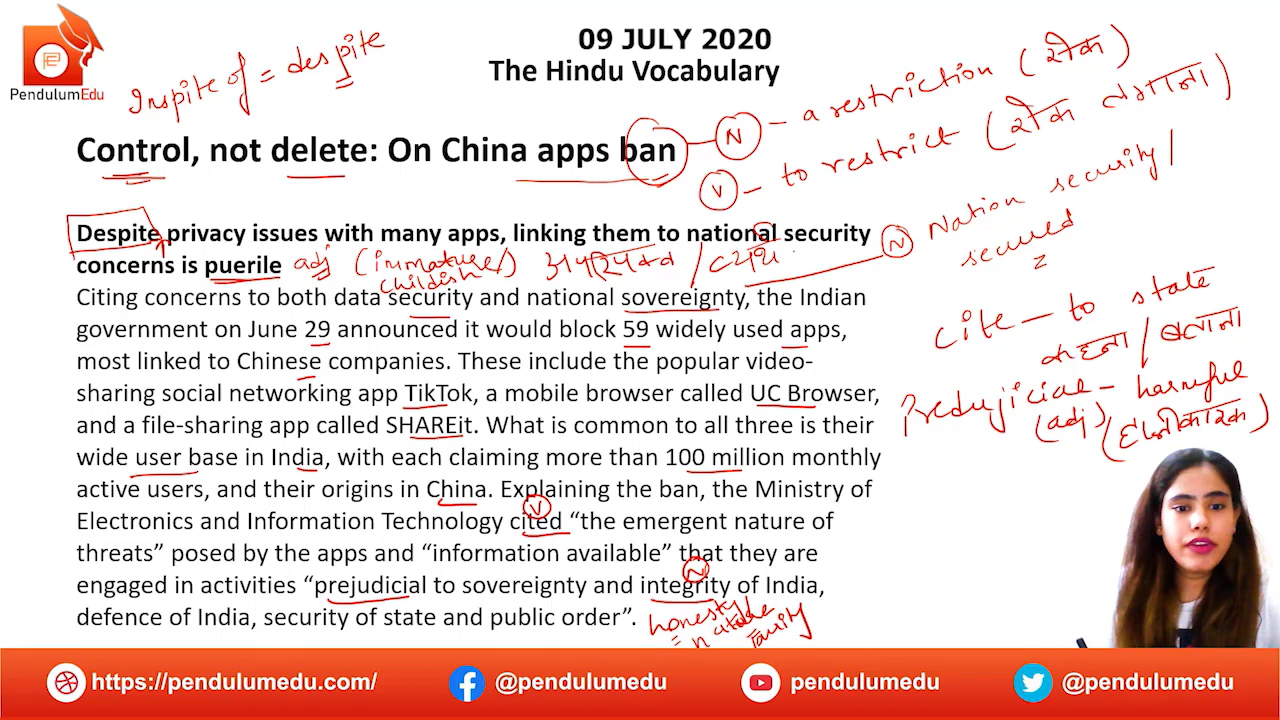 09 JULY 2020
The Hindu Vocabulary
PendulumEdu
Inspite of = despite
Control, not delete: On China apps ban
N - a restriction (रोक)
V - to restrict (रोक लगाना)
Despite privacy issues with many apps, linking them to national security
concerns is puerile
adj (immature) अपरिपक्व /
childish
N Nation security/
secured
Citing concerns to both data security and national sovereignty, the Indian
government on June 29 announced it would block 59 widely used apps,
most linked to Chinese companies. These include the popular video-
sharing social networking app TikTok, a mobile browser called UC Browser,
and a file-sharing app called SHAREit. What is common to all three is their
wide user base in India, with each claiming more than 100 million monthly
active users, and their origins in China. Explaining the ban, the Ministry of
Electronics and Information Technology cited “the emergent nature of
threats” posed by the apps and “information available” that they are
engaged in activities “prejudicial to sovereignty and integrity of India,
defence of India, security of state and public order”.
V
N
cite - to state
कहना / बताना
Predujicial - harmful
(adj) (हानिकारक)
honesty
https://pendulumedu.com/
@pendulumedu
pendulumedu
@pendulumedu